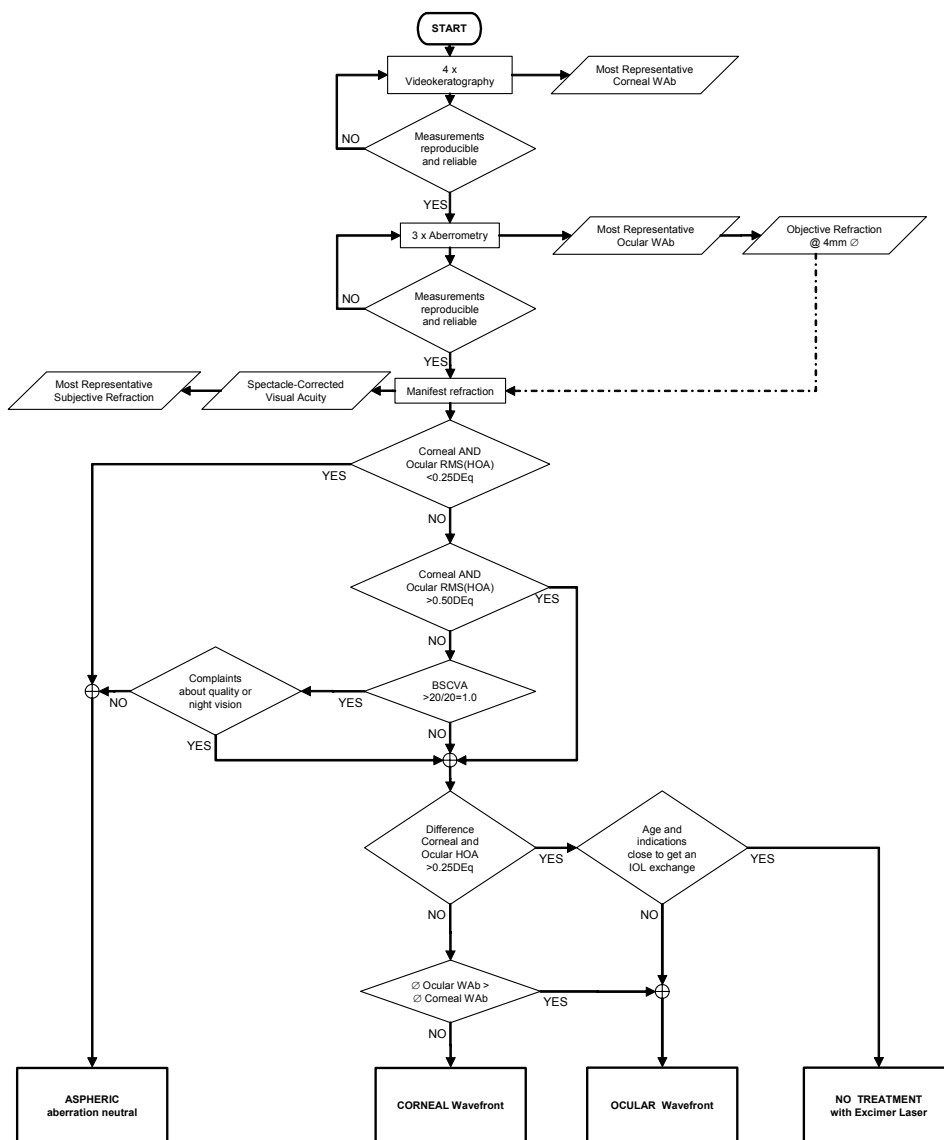 START
4 x
Videokeratography
Most Representative
Corneal WAb
NO
Measurements
reproducible
and reliable
YES
3 x Aberrometry
Most Representative
Ocular WAb
Objective Refraction
@ 4mm ∅
NO
Measurements
reproducible
and reliable
YES
Most Representative
Subjective Refraction
Spectacle-Corrected
Visual Acuity
Manifest refraction
Corneal AND
Ocular RMS(HOA)
<0.25DEq
YES
NO
Corneal AND
Ocular RMS(HOA)
>0.50DEq
YES
NO
Complaints
about quality or
night vision
BSCVA
>20/20=1.0
NO
YES
YES
NO
Difference
Corneal and
Ocular HOA
>0.25DEq
Age and
indications
close to get an
IOL exchange
YES
YES
NO
NO
∅ Ocular WAb >
∅ Corneal WAb
YES
NO
ASPHERIC
aberration neutral
CORNEAL Wavefront
OCULAR Wavefront
NO TREATMENT
with Excimer Laser